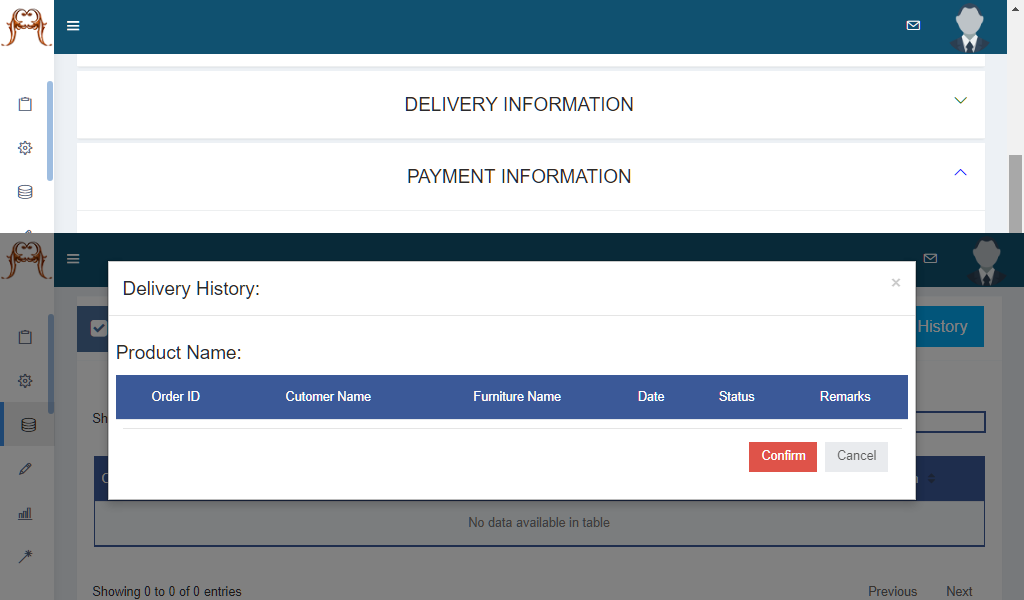 DELIVERY INFORMATION
PAYMENT INFORMATION
Delivery History:
×
History
Product Name:
Order ID Cutomer Name Furniture Name Date Status Remarks
Sh
Confirm Cancel
No data available in table
Showing 0 to 0 of 0 entries Previous Next